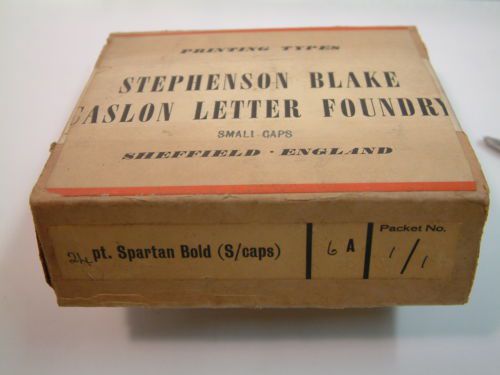 PRINTING TYPES
STEPHENSON BLAKE
CASLON LETTER FOUNDRY
SMALL CAPS
SHEFFIELD · ENGLAND
24 pt. Spartan Bold (S/caps)
6 A
Packet No.
1/1